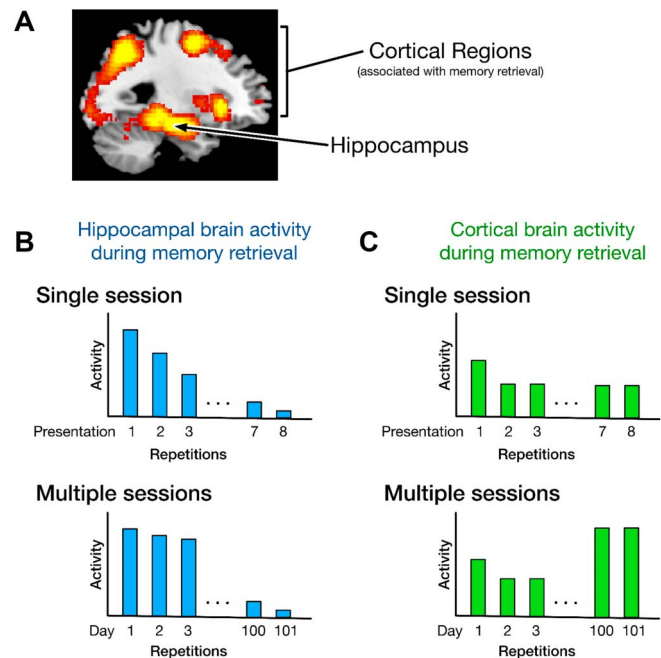 A
Cortical Regions
(associated with memory retrieval)
Hippocampus
B
Hippocampal brain activity
during memory retrieval
Single session
Activity
...
Presentation 1 2 3 7 8
Repetitions
Multiple sessions
Activity
...
Day 1 2 3 100 101
Repetitions
C
Cortical brain activity
during memory retrieval
Single session
Activity
...
Presentation 1 2 3 7 8
Repetitions
Multiple sessions
Activity
...
Day 1 2 3 100 101
Repetitions